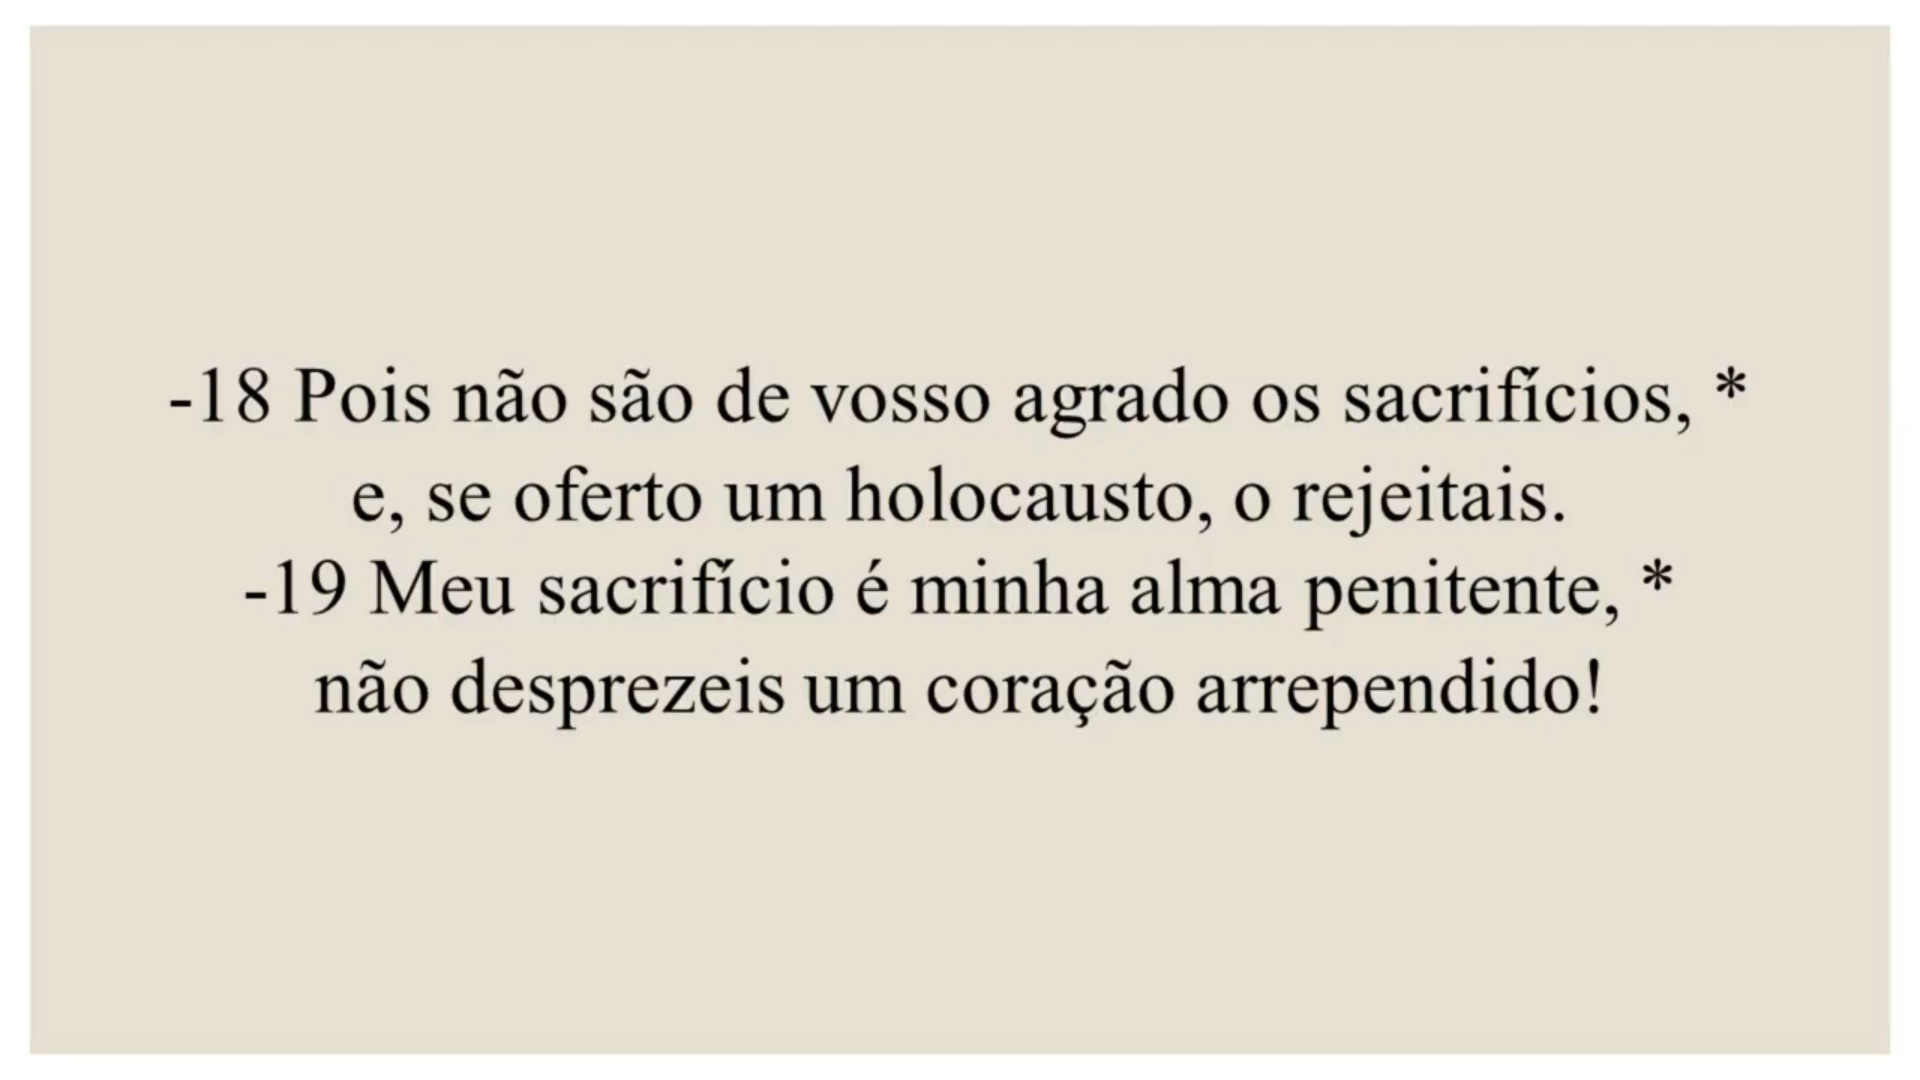 -18 Pois não são de vosso agrado os sacrifícios, *
e, se oferto um holocausto, o rejeitais.
-19 Meu sacrifício é minha alma penitente, *
não desprezeis um coração arrependido!